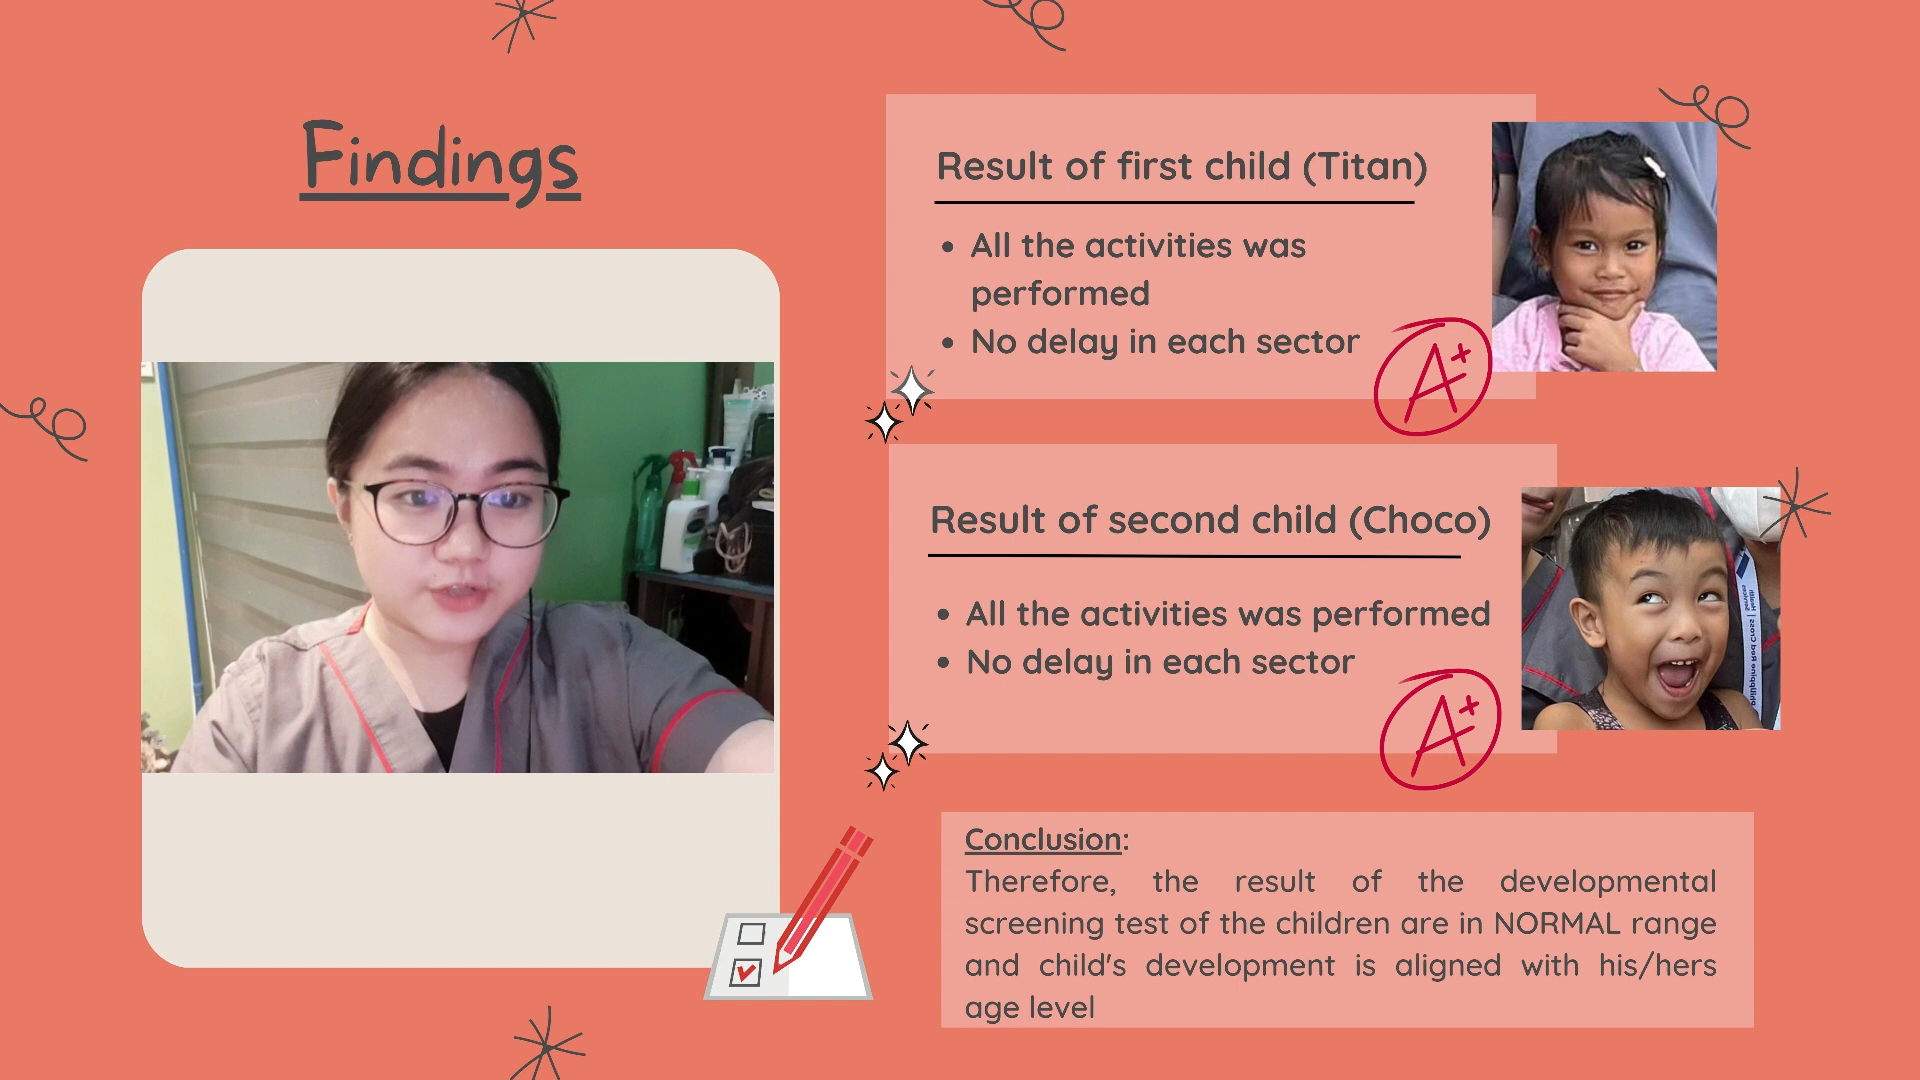 Findings
Result of first child (Titan)
• All the activities was
performed
• No delay in each sector
A+
Result of second child (Choco)
• All the activities was performed
• No delay in each sector
A+
Conclusion:
Therefore, the result of the developmental
screening test of the children are in NORMAL range
and child's development is aligned with his/hers
age level